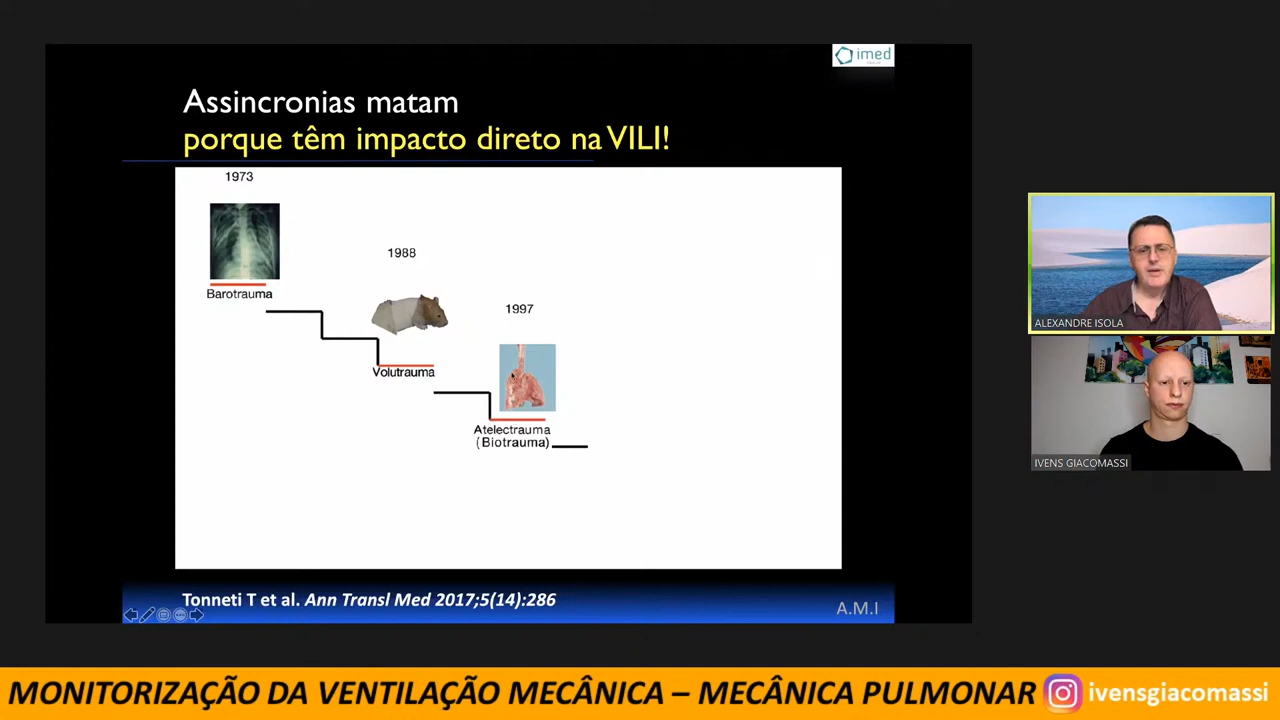 imed
Assincronias matam
porque têm impacto direto na VILI!
1973
Barotrauma
1988
Volutrauma
1997
Atelectrauma
(Biotrauma)
Tonneti T et al. Ann Transl Med 2017;5(14):286
A.M.I
ALEXANDRE ISOLA
IVENS GIACOMASSI
MONITORIZAÇÃO DA VENTILAÇÃO MECÂNICA – MECÂNICA PULMONAR ivensgiacomassi